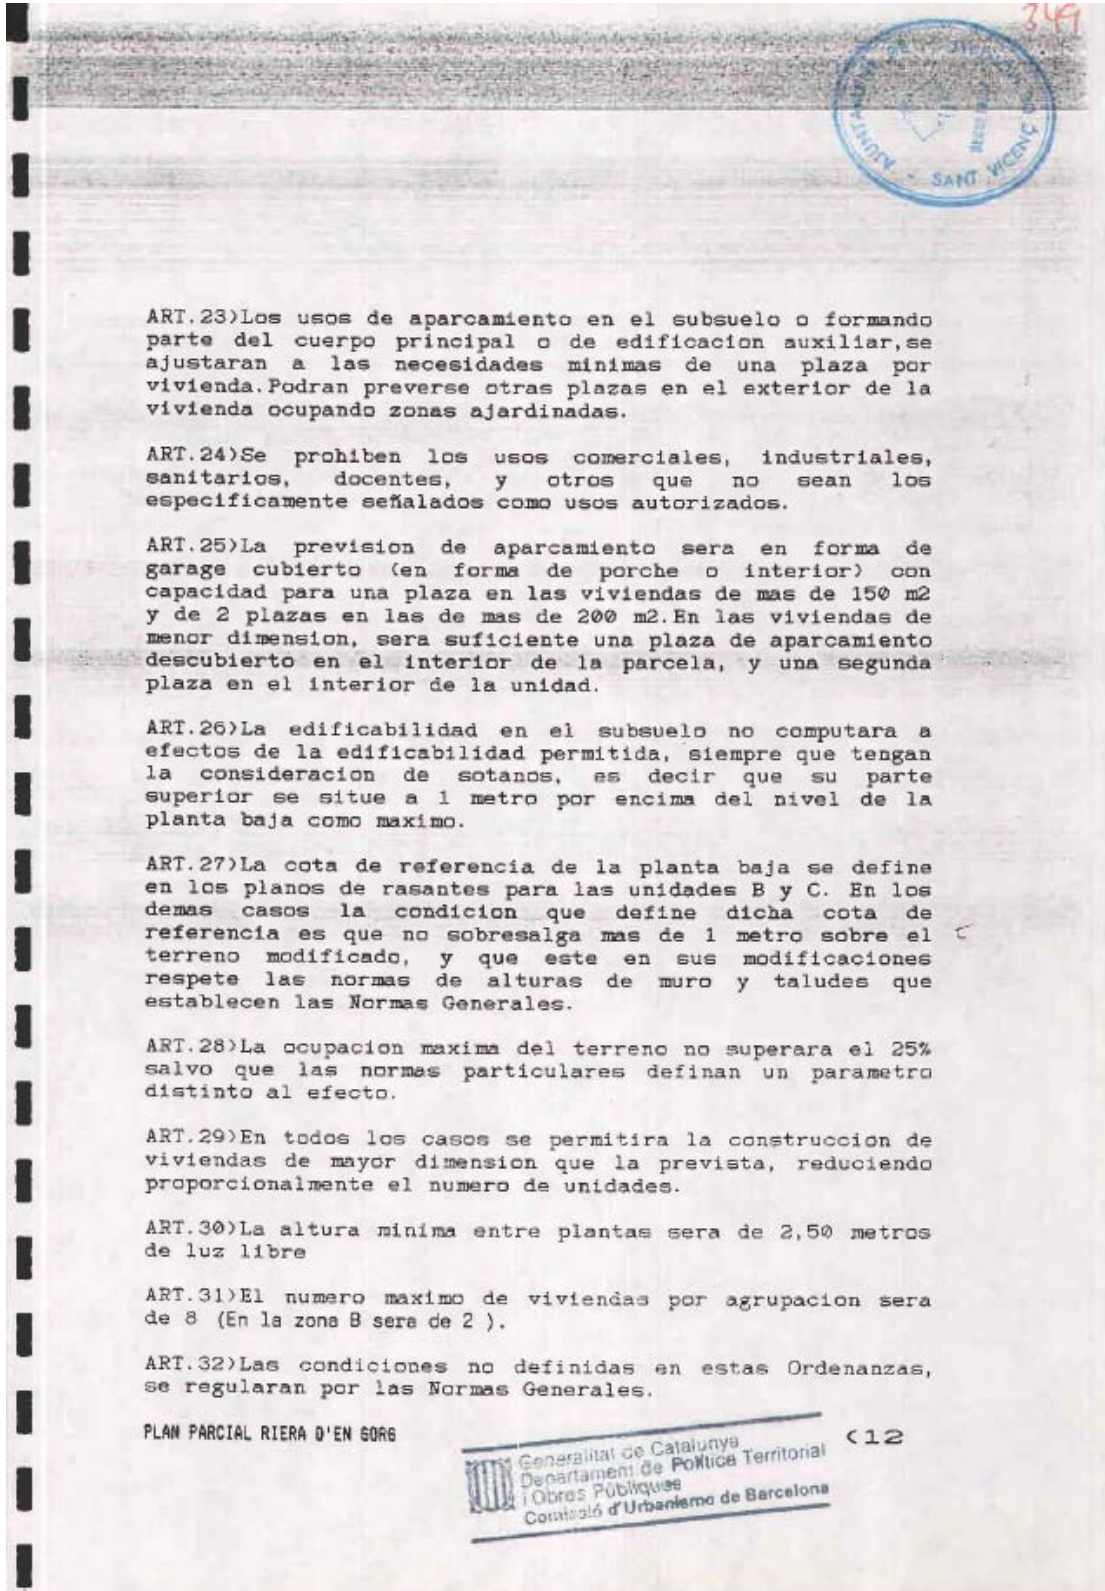 349
AJUNTAMENT DE
SANT VICENÇ
ART.23)Los usos de aparcamiento en el subsuelo o formando
parte del cuerpo principal o de edificacion auxiliar,se
ajustaran a las necesidades minimas de una plaza por
vivienda.Podran preverse otras plazas en el exterior de la
vivienda ocupando zonas ajardinadas.
ART.24)Se prohiben los usos comerciales, industriales,
sanitarios, docentes, y otros que no sean los
especificamente señalados como usos autorizados.
ART.25)La prevision de aparcamiento sera en forma de
garage cubierto (en forma de porche o interior) con
capacidad para una plaza en las viviendas de mas de 150 m2
y de 2 plazas en las de mas de 200 m2.En las viviendas de
menor dimension, sera suficiente una plaza de aparcamiento
descubierto en el interior de la parcela, y una segunda
plaza en el interior de la unidad.
ART.26)La edificabilidad en el subsuelo no computara a
efectos de la edificabilidad permitida, siempre que tengan
la consideracion de sotanos, es decir que su parte
superior se situe a 1 metro por encima del nivel de la
planta baja como maximo.
ART.27)La cota de referencia de la planta baja se define
en los planos de rasantes para las unidades B y C. En los
demas casos la condicion que define dicha cota de
referencia es que no sobresalga mas de 1 metro sobre el
terreno modificado, y que este en sus modificaciones
respete las normas de alturas de muro y taludes que
establecen las Normas Generales.
ART.28)La ocupacion maxima del terreno no superara el 25%
salvo que las normas particulares definan un parametro
distinto al efecto.
ART.29)En todos los casos se permitira la construccion de
viviendas de mayor dimension que la prevista, reduciendo
proporcionalmente el numero de unidades.
ART.30)La altura minima entre plantas sera de 2,50 metros
de luz libre
ART.31)El numero maximo de viviendas por agrupacion sera
de 8 (En la zona B sera de 2 ).
ART.32)Las condiciones no definidas en estas Ordenanzas,
se regularan por las Normas Generales.
PLAN PARCIAL RIERA D'EN GORG
(12
Generalitat de Catalunya
Departament de Política Territorial
i Obres Públiques
Comissió d'Urbanisme de Barcelona